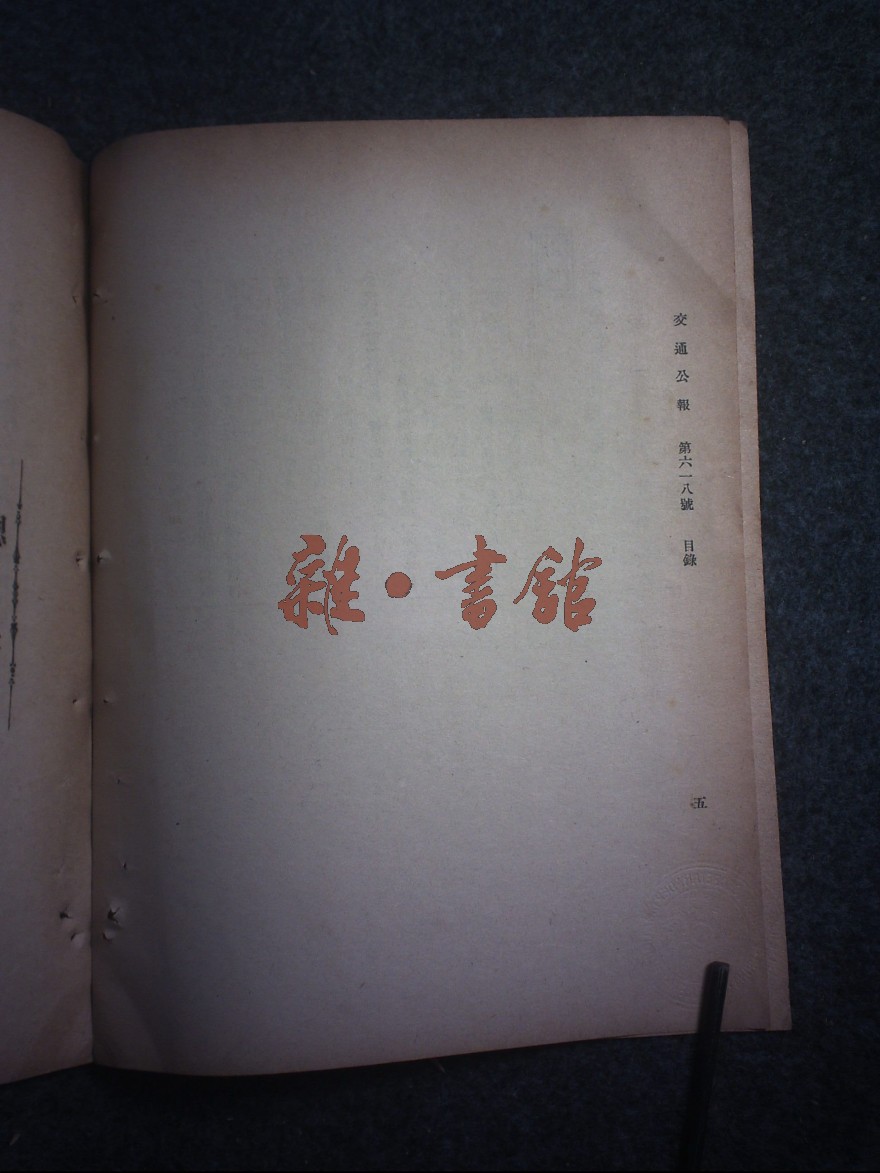 交通公報 第六一八號 目錄
五
雜·書館